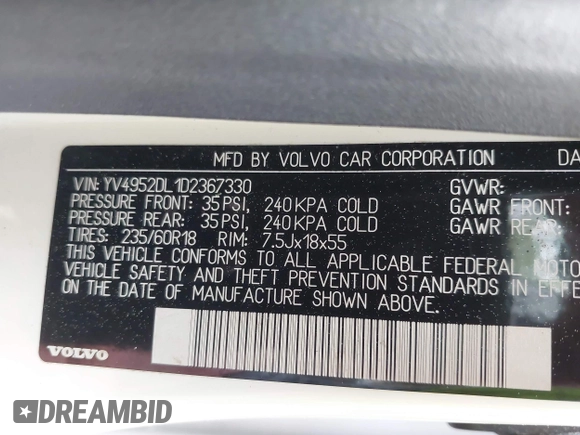 MFD BY VOLVO CAR CORPORATION DA
VIN: YV4952DL1D2367330
GVWR:
PRESSURE FRONT: 35PSI, 240KPA COLD
GAWR FRONT:
PRESSURE REAR: 35PSI, 240KPA COLD
GAWR REAR:
TIRES: 235/60R18 RIM: 7.5Jx18x55
THIS VEHICLE CONFORMS TO ALL APPLICABLE FEDERAL MOTO
VEHICLE SAFETY AND THEFT PREVENTION STANDARDS IN EFFE
ON THE DATE OF MANUFACTURE SHOWN ABOVE.
VOLVO
DREAMBID